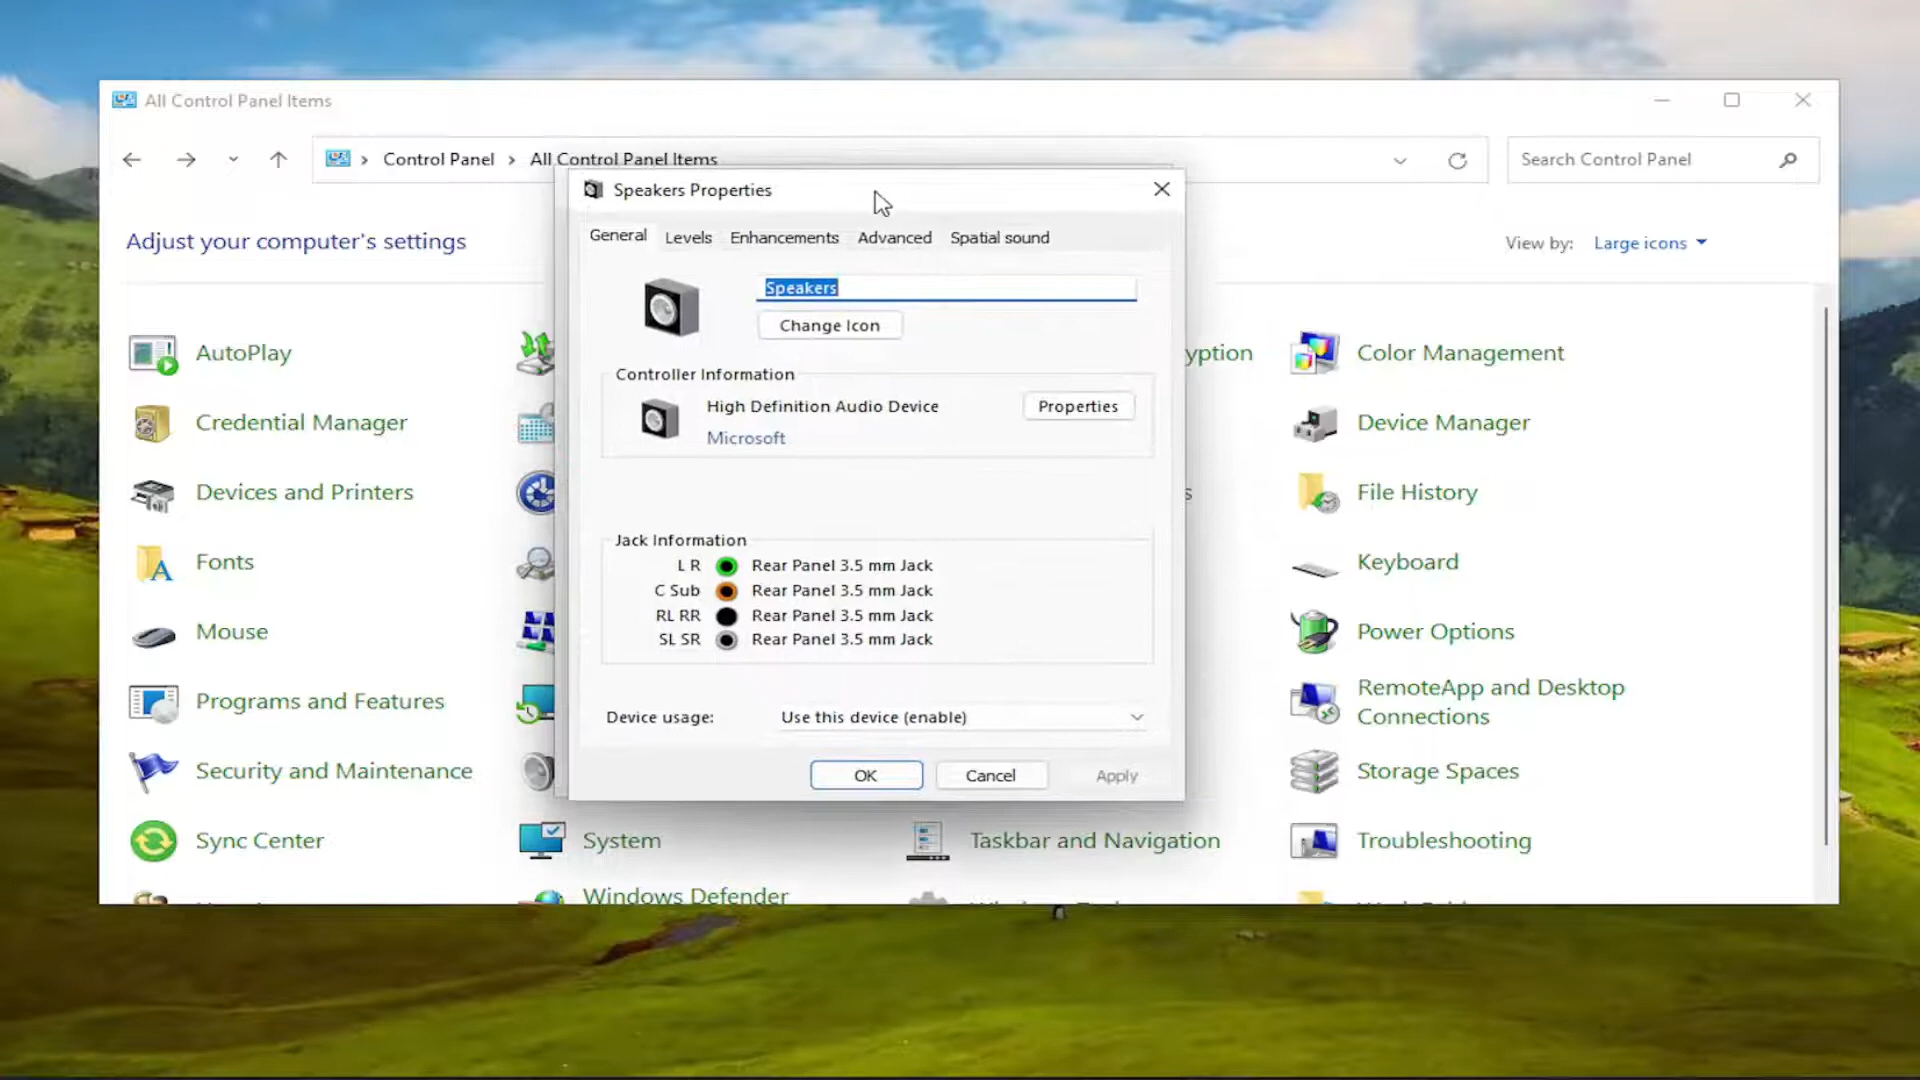 All Control Panel Items
Control Panel
All Control Panel Items
Search Control Panel
Adjust your computer's settings
View by:
Large icons
Speakers Properties
General
Levels
Enhancements
Advanced
Spatial sound
Speakers
Change Icon
Controller Information
High Definition Audio Device
Microsoft
Properties
Jack Information
L R
Rear Panel 3.5 mm Jack
C Sub
Rear Panel 3.5 mm Jack
RL RR
Rear Panel 3.5 mm Jack
SL SR
Rear Panel 3.5 mm Jack
Device usage:
Use this device (enable)
OK
Cancel
Apply
AutoPlay
yption
Color Management
Credential Manager
Device Manager
Devices and Printers
s
File History
Fonts
Keyboard
Mouse
Power Options
Programs and Features
RemoteApp and Desktop
Connections
Security and Maintenance
Storage Spaces
Sync Center
System
Taskbar and Navigation
Troubleshooting
Windows Defender